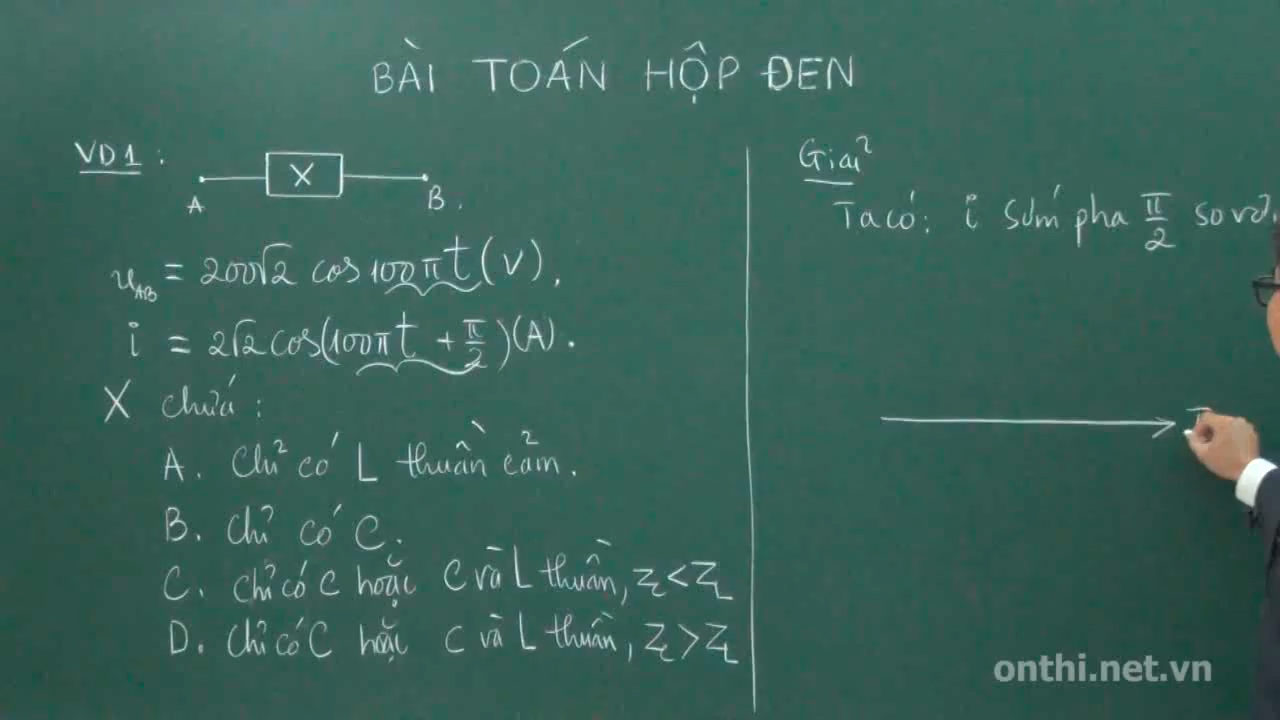 BÀI TOÁN HỘP ĐEN
VD1:
X
A
B.
u_AB = 200√2 cos 100πt (V),
i = 2√2 cos(100πt + π/2)(A).
X chứa:
A. Chỉ có L thuần cảm.
B. Chỉ có C.
C. Chỉ có C hoặc C và L thuần, Z_C < Z_L
D. Chỉ có C hoặc C và L thuần, Z_C > Z_L
Giải
Ta có: i sớm pha π/2 so với
onthi.net.vn